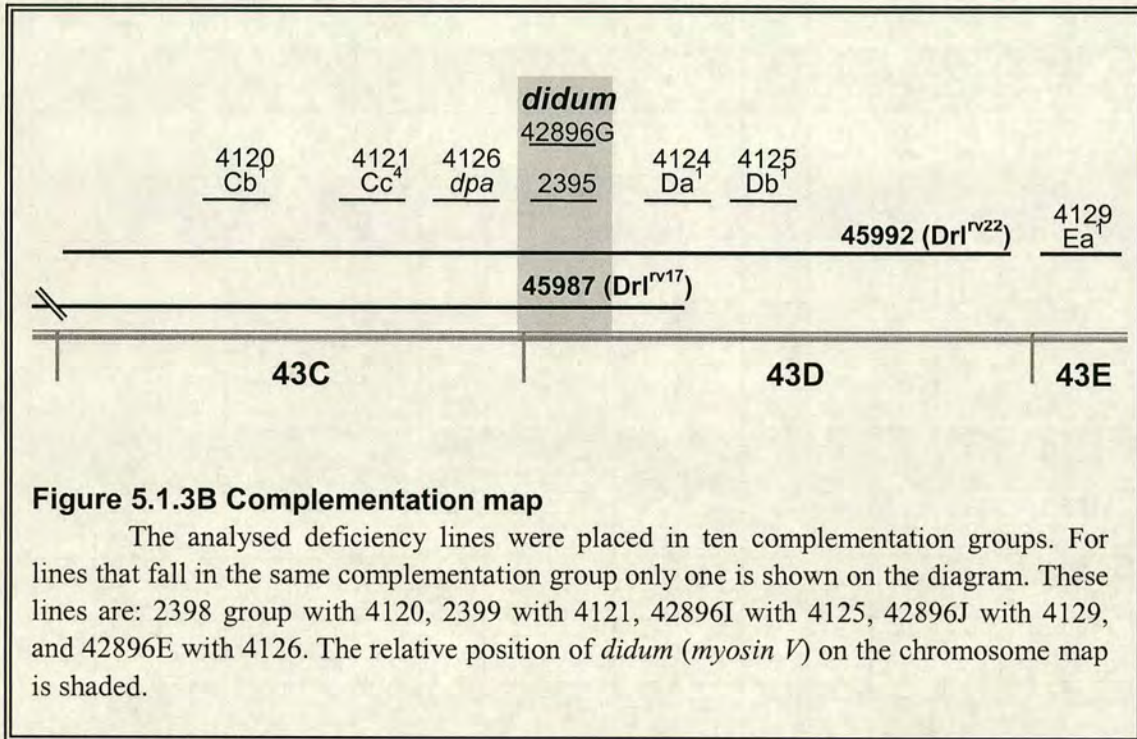 didum
42896G
4120 4121 4126 4124 4125
Cb¹ Cc⁴ dpa 2395 Da¹ Db¹
4129
45992 (Drlʳᵛ²²) Ea¹
45987 (Drlʳᵛ¹⁷)
43C 43D 43E
Figure 5.1.3B Complementation map
The analysed deficiency lines were placed in ten complementation groups. For
lines that fall in the same complementation group only one is shown on the diagram. These
lines are: 2398 group with 4120, 2399 with 4121, 42896I with 4125, 42896J with 4129,
and 42896E with 4126. The relative position of didum (myosin V) on the chromosome map
is shaded.